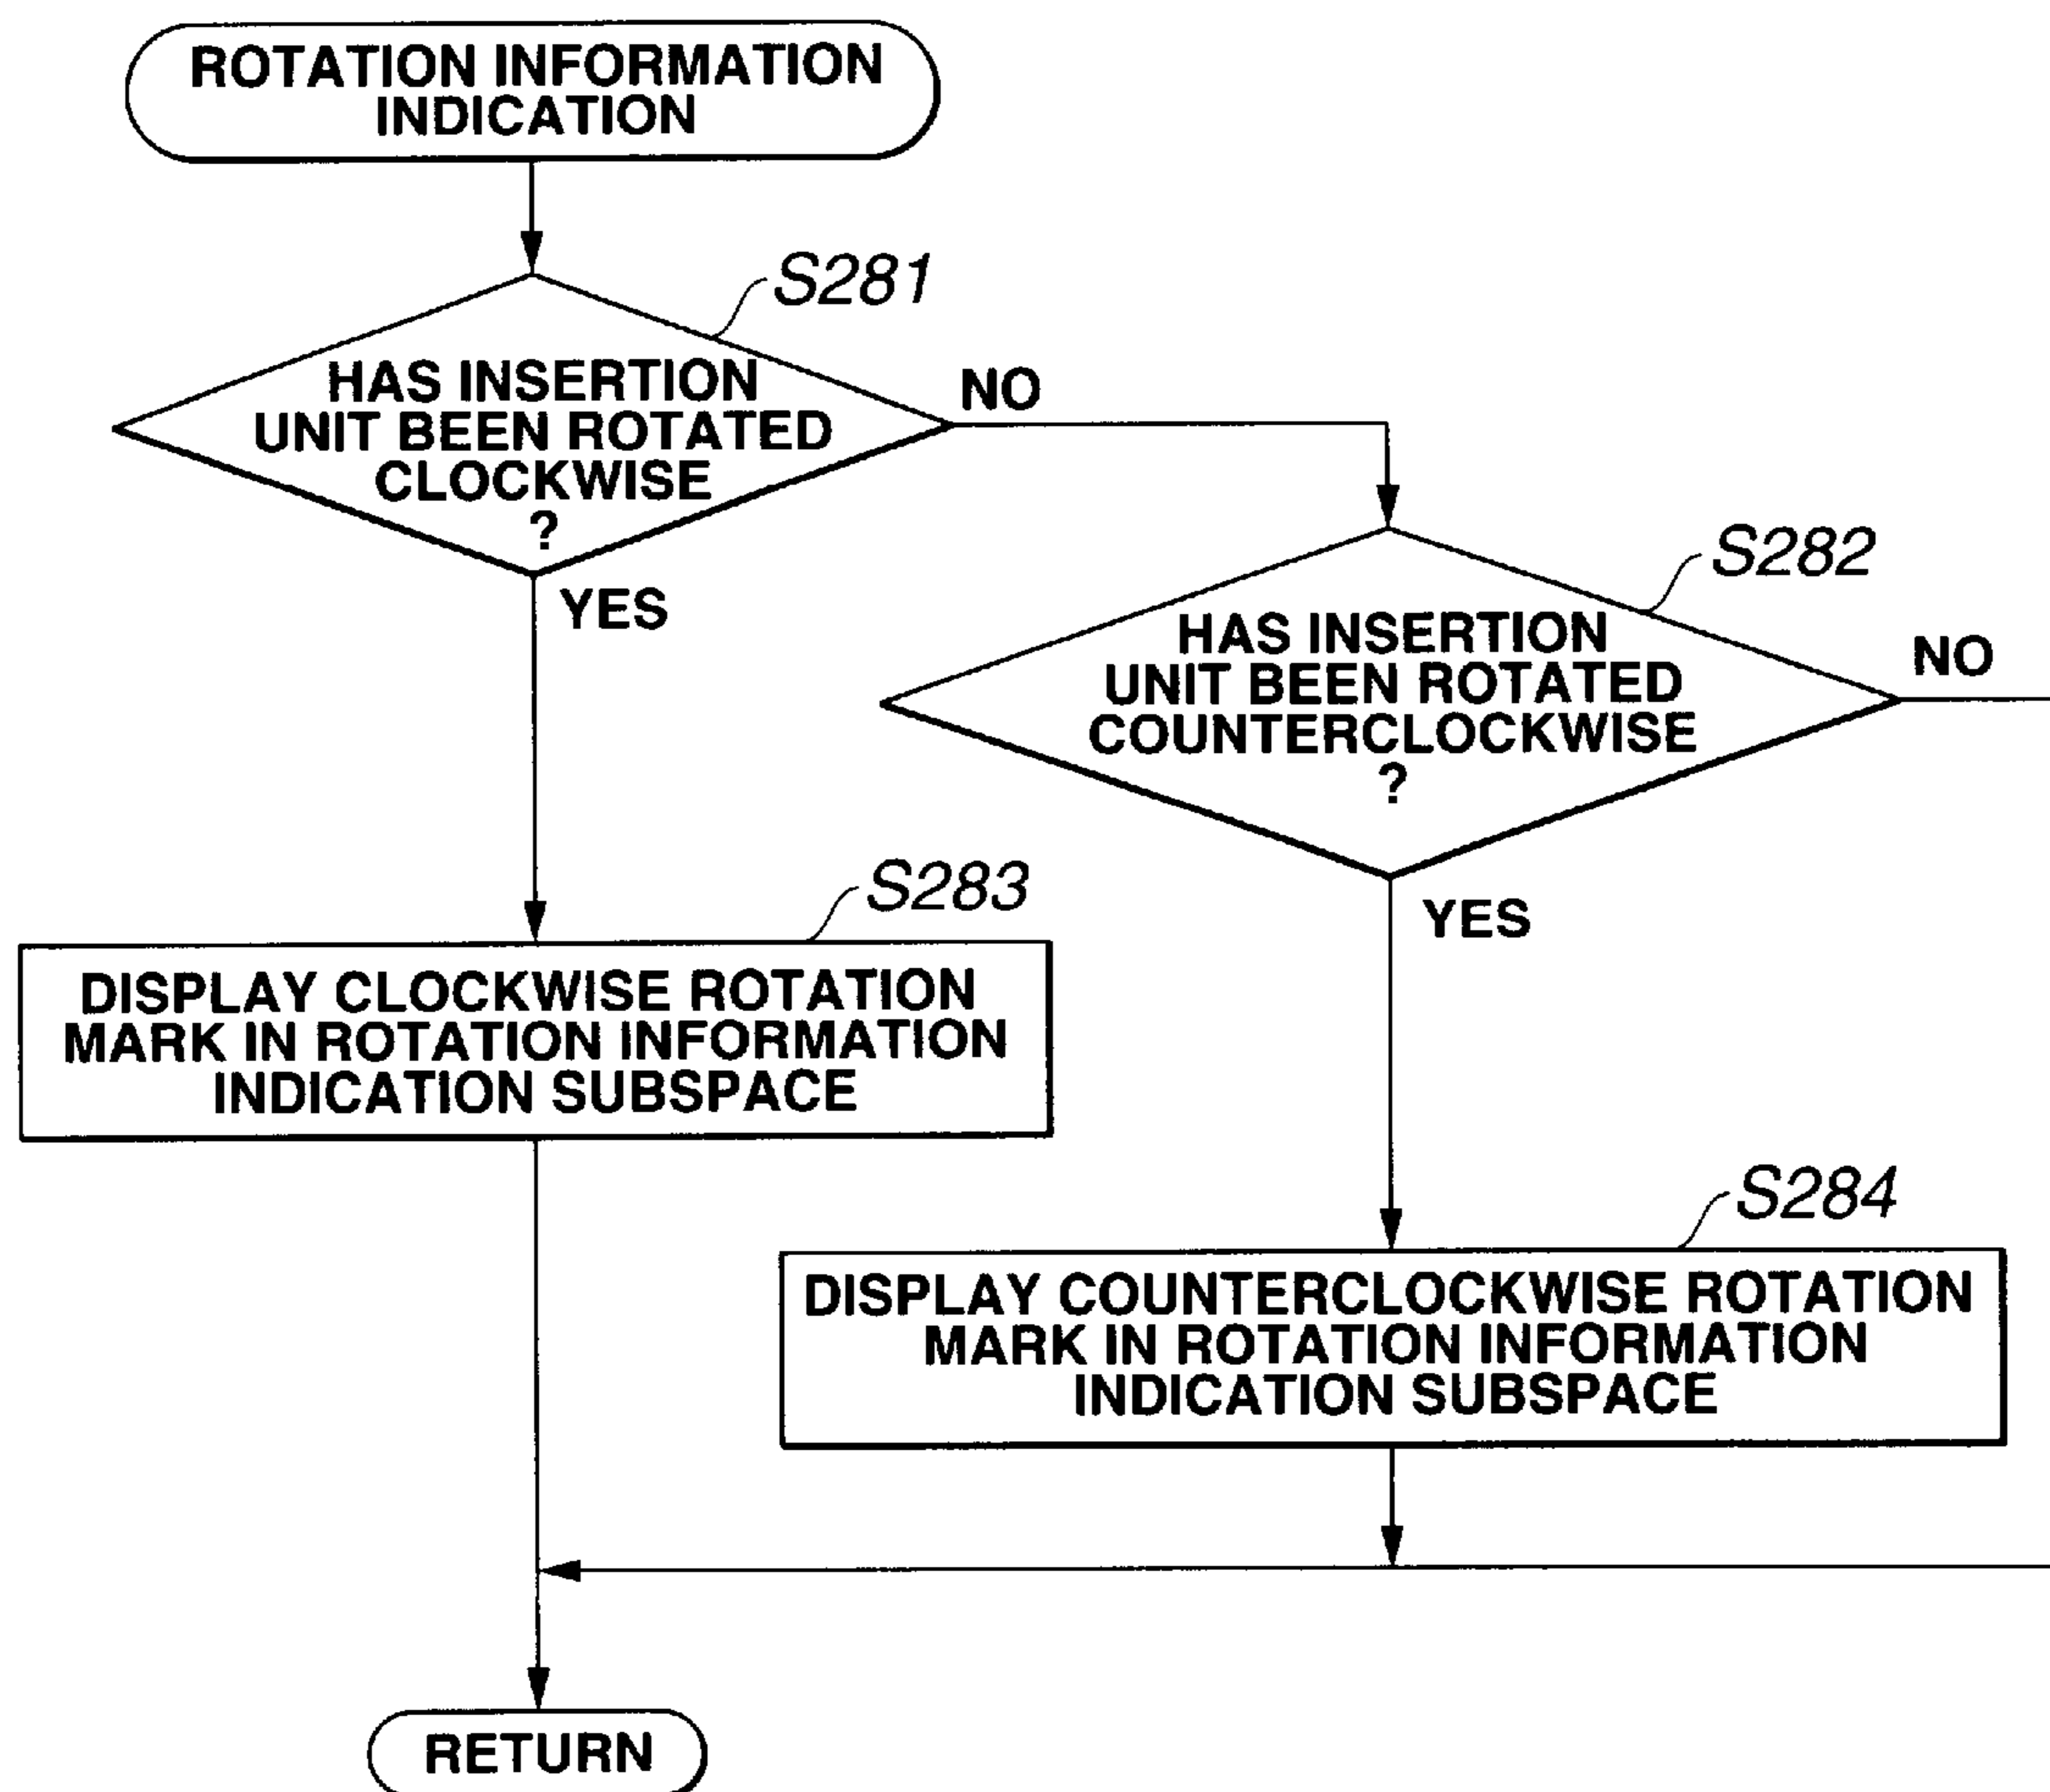 ROTATION INFORMATION
INDICATION
S281
HAS INSERTION
UNIT BEEN ROTATED
CLOCKWISE
?
NO
YES
S282
HAS INSERTION
UNIT BEEN ROTATED
COUNTERCLOCKWISE
?
NO
YES
S283
DISPLAY CLOCKWISE ROTATION
MARK IN ROTATION INFORMATION
INDICATION SUBSPACE
S284
DISPLAY COUNTERCLOCKWISE ROTATION
MARK IN ROTATION INFORMATION
INDICATION SUBSPACE
RETURN